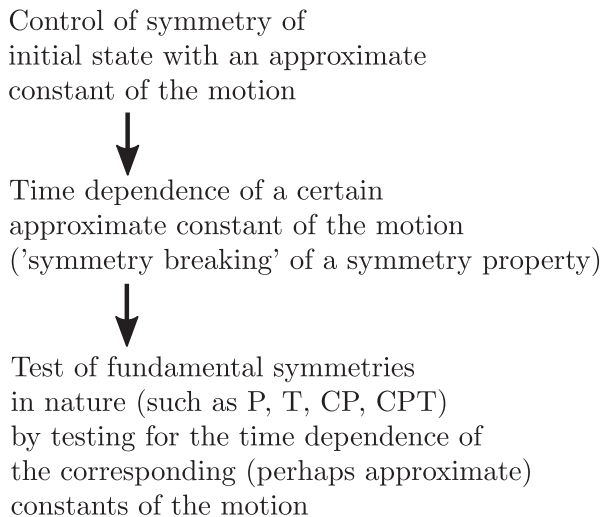 Control of symmetry of
initial state with an approximate
constant of the motion
Time dependence of a certain
approximate constant of the motion
('symmetry breaking' of a symmetry property)
Test of fundamental symmetries
in nature (such as P, T, CP, CPT)
by testing for the time dependence of
the corresponding (perhaps approximate)
constants of the motion